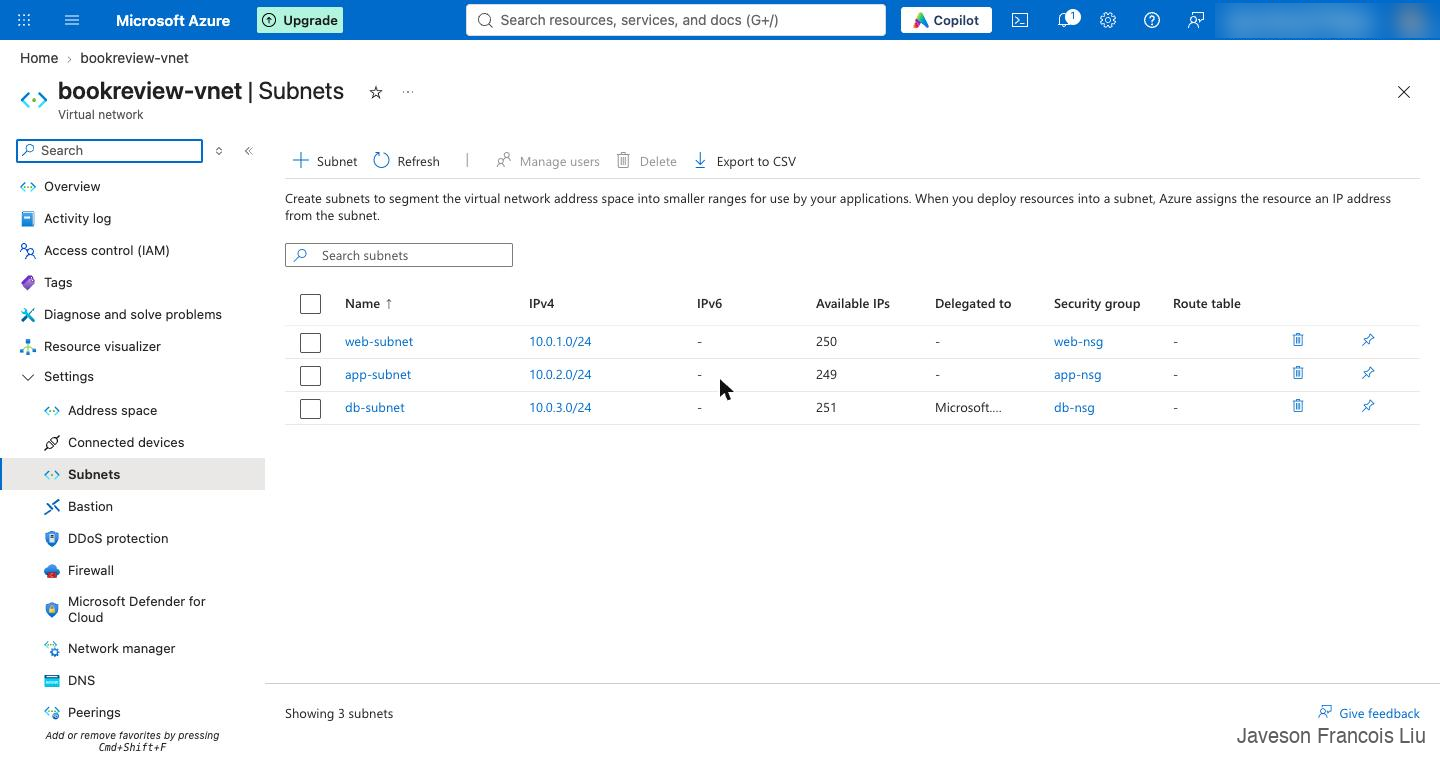 Microsoft Azure
Upgrade
Search resources, services, and docs (G+/)
Copilot
1
Home > bookreview-vnet
bookreview-vnet | Subnets
Virtual network
Search
Overview
Activity log
Access control (IAM)
Tags
Diagnose and solve problems
Resource visualizer
Settings
Address space
Connected devices
Subnets
Bastion
DDoS protection
Firewall
Microsoft Defender for
Cloud
Network manager
DNS
Peerings
Add or remove favorites by pressing
Cmd+Shift+F
Subnet Refresh | Manage users Delete Export to CSV
Create subnets to segment the virtual network address space into smaller ranges for use by your applications. When you deploy resources into a subnet, Azure assigns the resource an IP address
from the subnet.
Search subnets
Name ↑ IPv4 IPv6 Available IPs Delegated to Security group Route table
web-subnet 10.0.1.0/24 - 250 - web-nsg -
app-subnet 10.0.2.0/24 - 249 - app-nsg -
db-subnet 10.0.3.0/24 - 251 Microsoft.... db-nsg -
Showing 3 subnets
Give feedback
Javeson Francois Liu